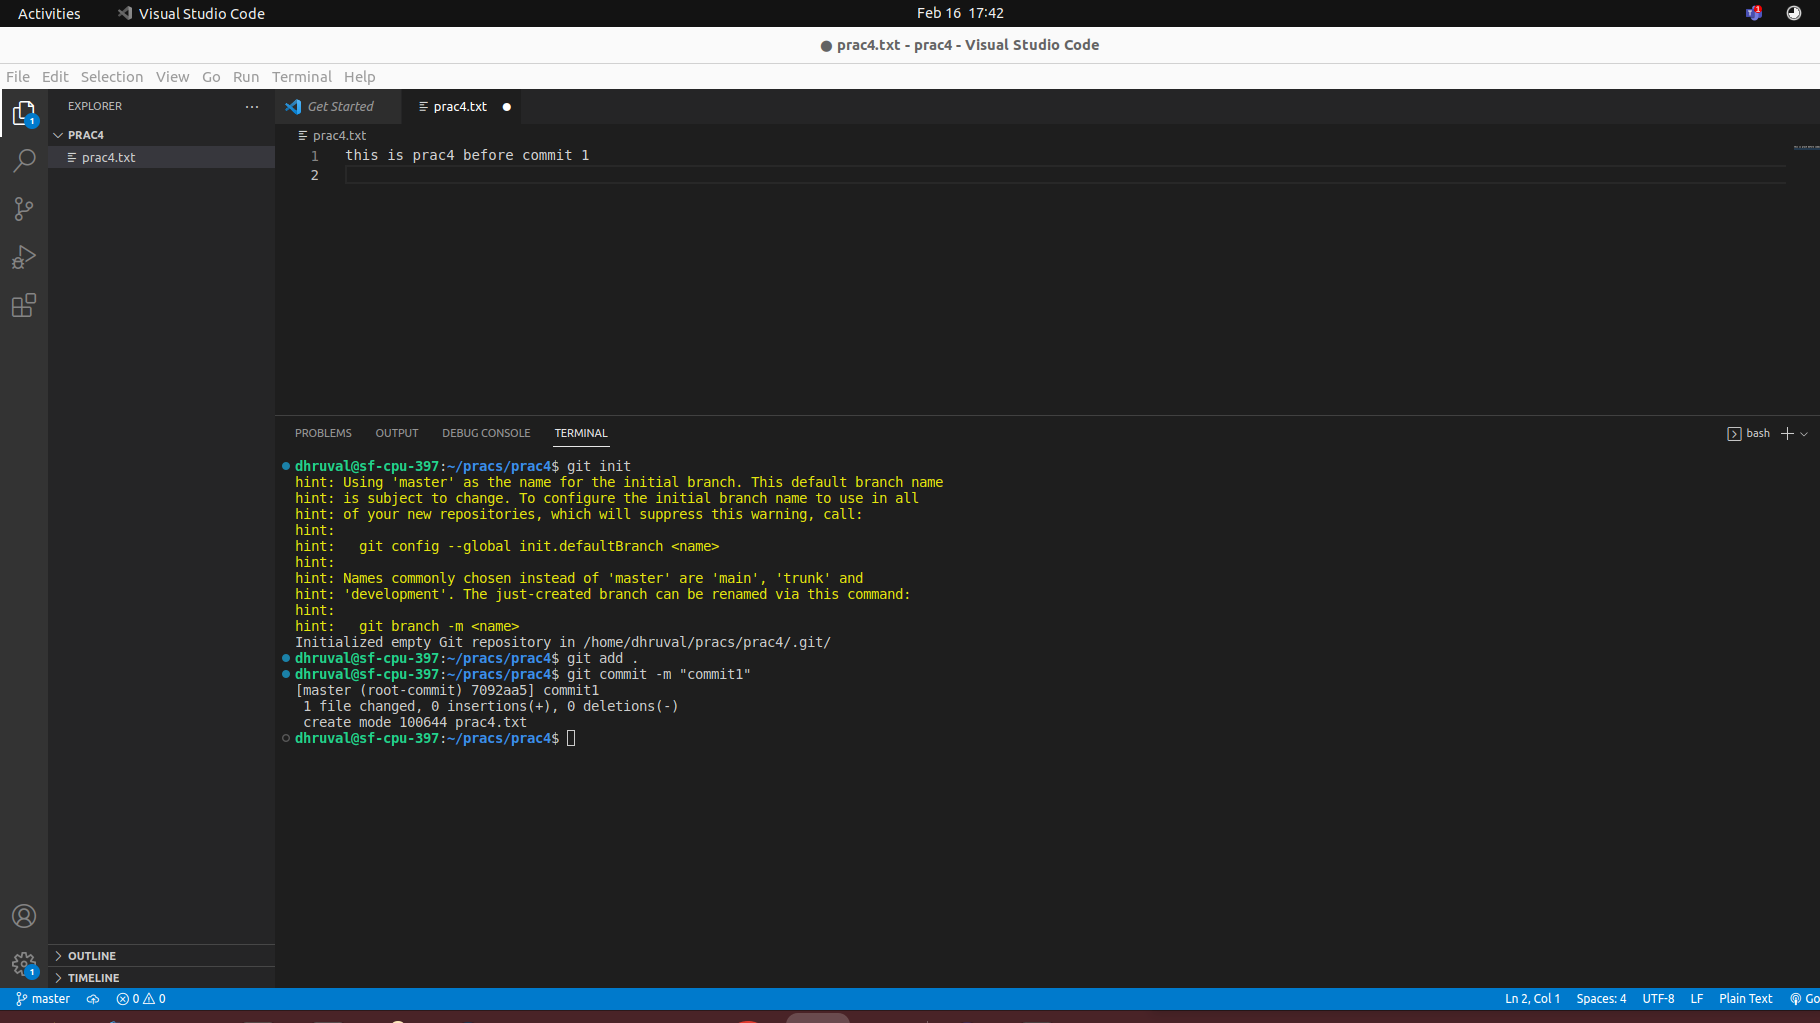 Activities Visual Studio Code Feb 16 17:42 1
● prac4.txt - prac4 - Visual Studio Code
File Edit Selection View Go Run Terminal Help
EXPLORER ... Get Started prac4.txt ●
1
PRAC4 prac4.txt
prac4.txt 1 this is prac4 before commit 1
2
PROBLEMS OUTPUT DEBUG CONSOLE TERMINAL bash
dhruval@sf-cpu-397:~/pracs/prac4$ git init
hint: Using 'master' as the name for the initial branch. This default branch name
hint: is subject to change. To configure the initial branch name to use in all
hint: of your new repositories, which will suppress this warning, call:
hint:
hint:   git config --global init.defaultBranch <name>
hint:
hint: Names commonly chosen instead of 'master' are 'main', 'trunk' and
hint: 'development'. The just-created branch can be renamed via this command:
hint:
hint:   git branch -m <name>
Initialized empty Git repository in /home/dhruval/pracs/prac4/.git/
dhruval@sf-cpu-397:~/pracs/prac4$ git add .
dhruval@sf-cpu-397:~/pracs/prac4$ git commit -m "commit1"
[master (root-commit) 7092aa5] commit1
 1 file changed, 0 insertions(+), 0 deletions(-)
 create mode 100644 prac4.txt
dhruval@sf-cpu-397:~/pracs/prac4$
OUTLINE
1
TIMELINE
master 0 0 Ln 2, Col 1 Spaces: 4 UTF-8 LF Plain Text Go